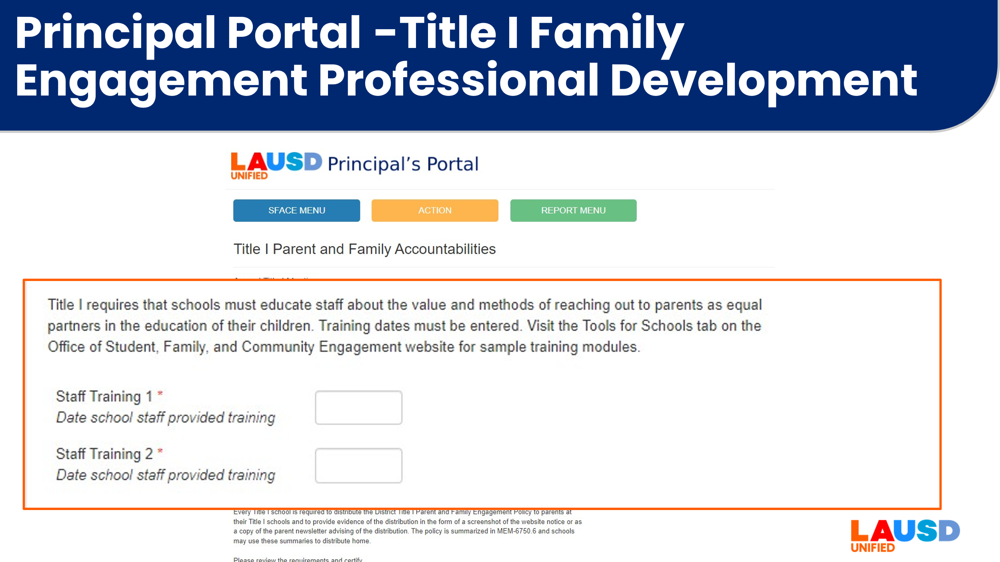 Principal Portal -Title I Family
Engagement Professional Development
LAUSD
UNIFIED
Principal's Portal
SFACE MENU
ACTION
REPORT MENU
Title I Parent and Family Accountabilities
Title I requires that schools must educate staff about the value and methods of reaching out to parents as equal
partners in the education of their children. Training dates must be entered. Visit the Tools for Schools tab on the
Office of Student, Family, and Community Engagement website for sample training modules.
Staff Training 1 *
Date school staff provided training
Staff Training 2 *
Date school staff provided training
Every Title I school is required to distribute the District Title I Parent and Family Engagement Policy to parents at
their Title I schools and to provide evidence of the distribution in the form of a screenshot of the website notice or as
a copy of the parent newsletter advising of the distribution. The policy is summarized in MEM-6750.6 and schools
may use these summaries to distribute home.
Please review the requirements and certify
LAUSD
UNIFIED